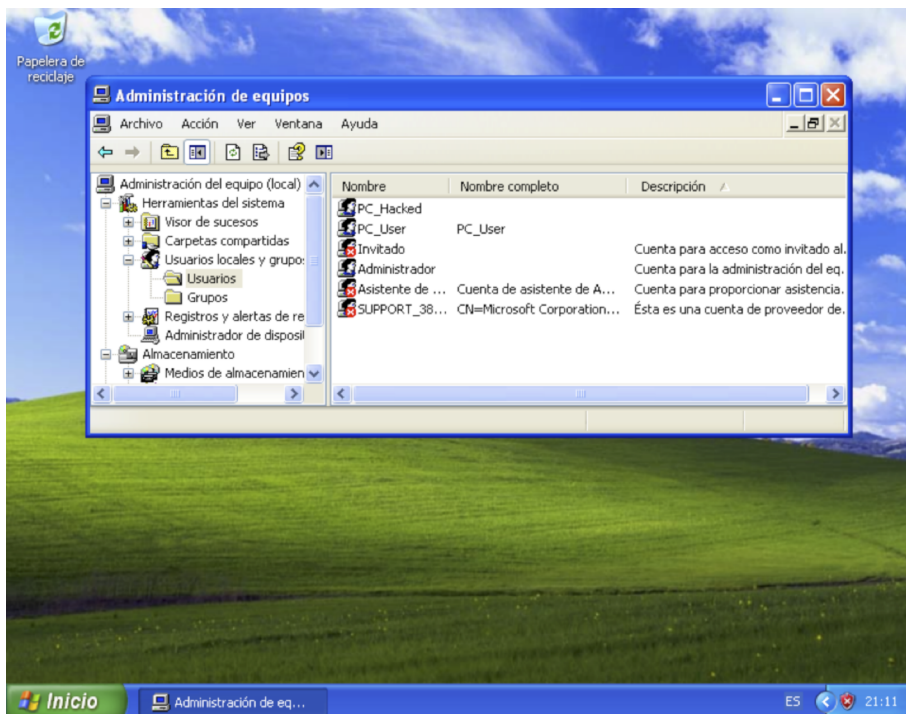 Papelera de
reciclaje
Administración de equipos
Archivo Acción Ver Ventana Ayuda
Administración del equipo (local)
Herramientas del sistema
Visor de sucesos
Carpetas compartidas
Usuarios locales y grupo
Usuarios
Grupos
Registros y alertas de re
Administrador de disposit
Almacenamiento
Medios de almacenamien
Nombre Nombre completo Descripción
PC_Hacked
PC_User PC_User
Invitado Cuenta para acceso como invitado al.
Administrador Cuenta para la administración del eq.
Asistente de ... Cuenta de asistente de A... Cuenta para proporcionar asistencia.
SUPPORT_38... CN=Microsoft Corporation... Ésta es una cuenta de proveedor de.
Inicio Administración de eq... ES 21:11